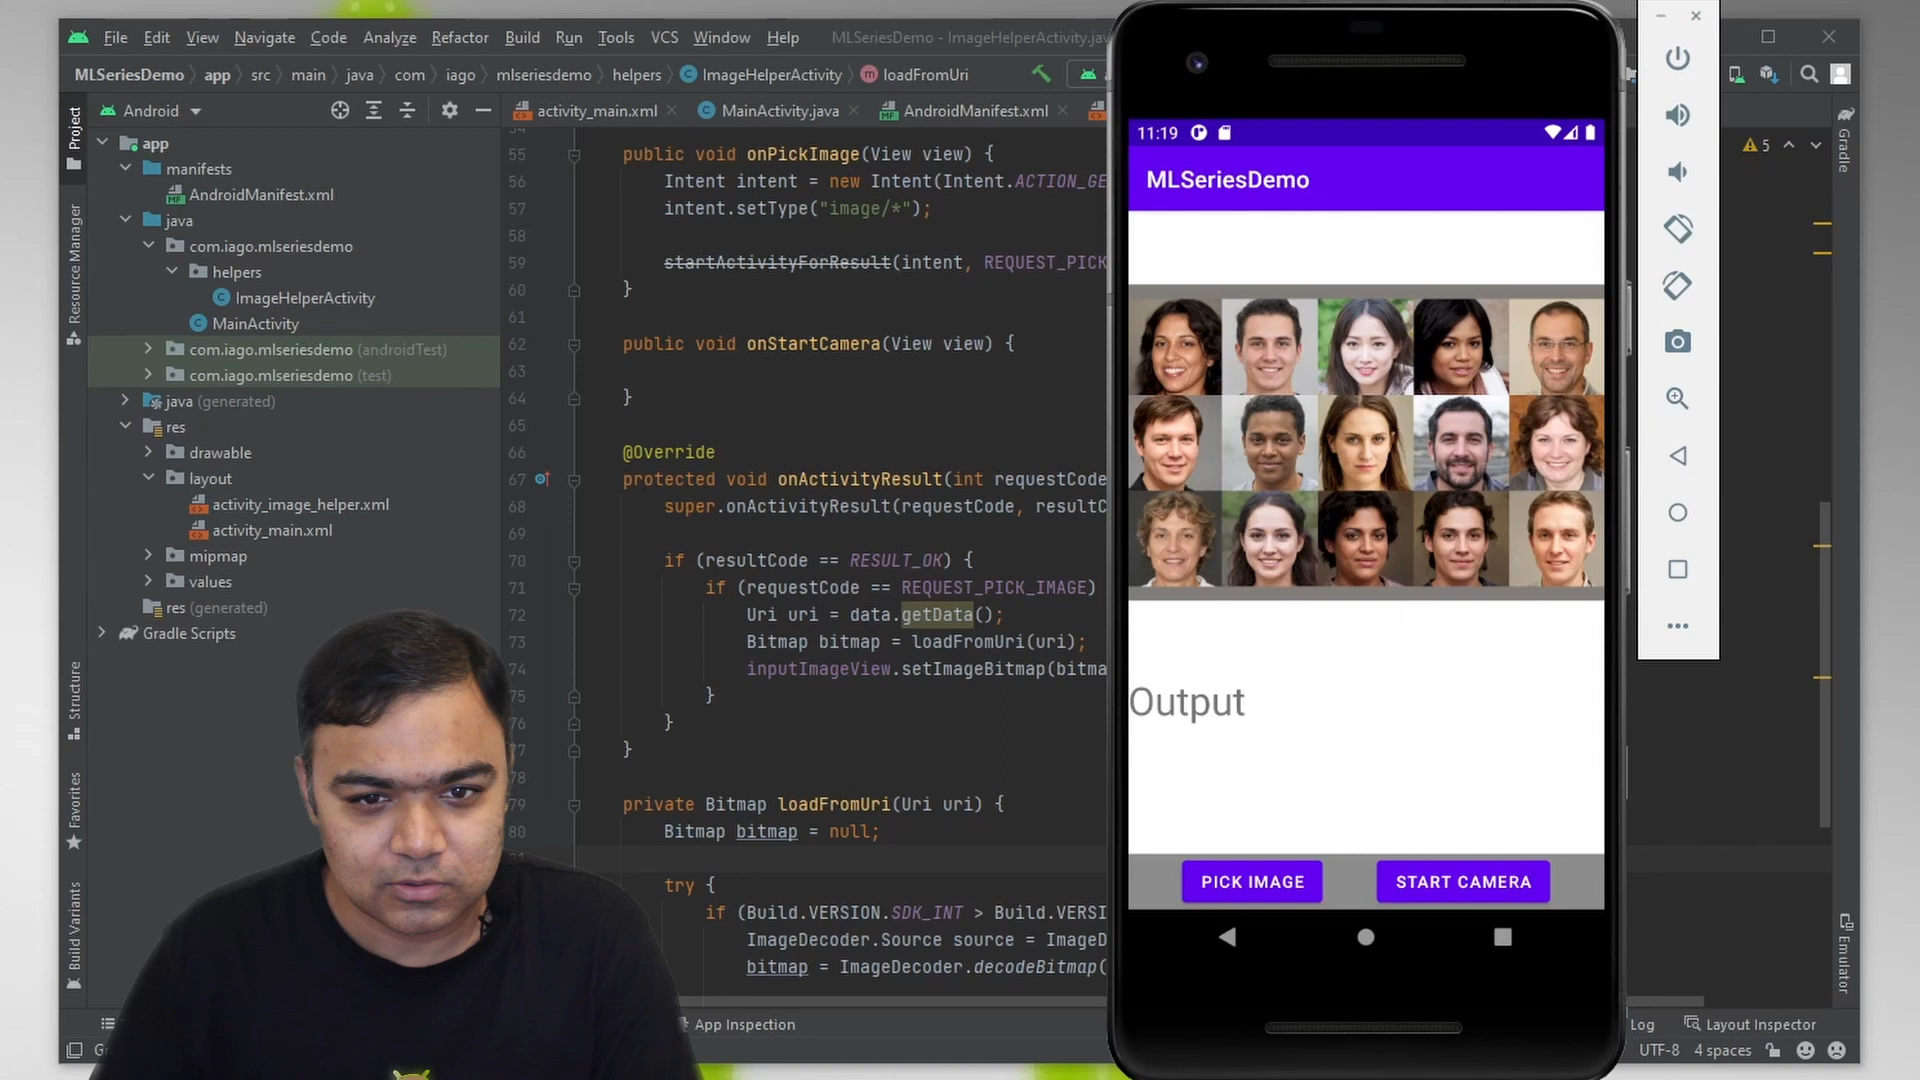 File Edit View Navigate Code Analyze Refactor Build Run Tools VCS Window Help MLSeriesDemo - ImageHelperActivity.jav
MLSeriesDemo app src main java com iago mlseriesdemo helpers ImageHelperActivity loadFromUri
Android
activity_main.xml MainActivity.java AndroidManifest.xml
Project
Resource Manager
Structure
Favorites
Build Variants
app
manifests
AndroidManifest.xml
java
com.iago.mlseriesdemo
helpers
ImageHelperActivity
MainActivity
com.iago.mlseriesdemo (androidTest)
com.iago.mlseriesdemo (test)
java (generated)
res
drawable
layout
activity_image_helper.xml
activity_main.xml
mipmap
values
res (generated)
Gradle Scripts
55 public void onPickImage(View view) {
56 Intent intent = new Intent(Intent.ACTION_GE
57 intent.setType("image/*");
58
59 startActivityForResult(intent, REQUEST_PICK
60 }
61
62 public void onStartCamera(View view) {
63
64 }
65
66 @Override
67 protected void onActivityResult(int requestCode
68 super.onActivityResult(requestCode, resultC
69
70 if (resultCode == RESULT_OK) {
71 if (requestCode == REQUEST_PICK_IMAGE)
72 Uri uri = data.getData();
73 Bitmap bitmap = loadFromUri(uri);
74 inputImageView.setImageBitmap(bitma
75 }
76 }
77 }
78
79 private Bitmap loadFromUri(Uri uri) {
80 Bitmap bitmap = null;
try {
if (Build.VERSION.SDK_INT > Build.VERSI
ImageDecoder.Source source = ImageD
bitmap = ImageDecoder.decodeBitmap(
11:19
MLSeriesDemo
Output
PICK IMAGE START CAMERA
5
Gradle
Emulator
App Inspection
Log Layout Inspector
UTF-8 4 spaces